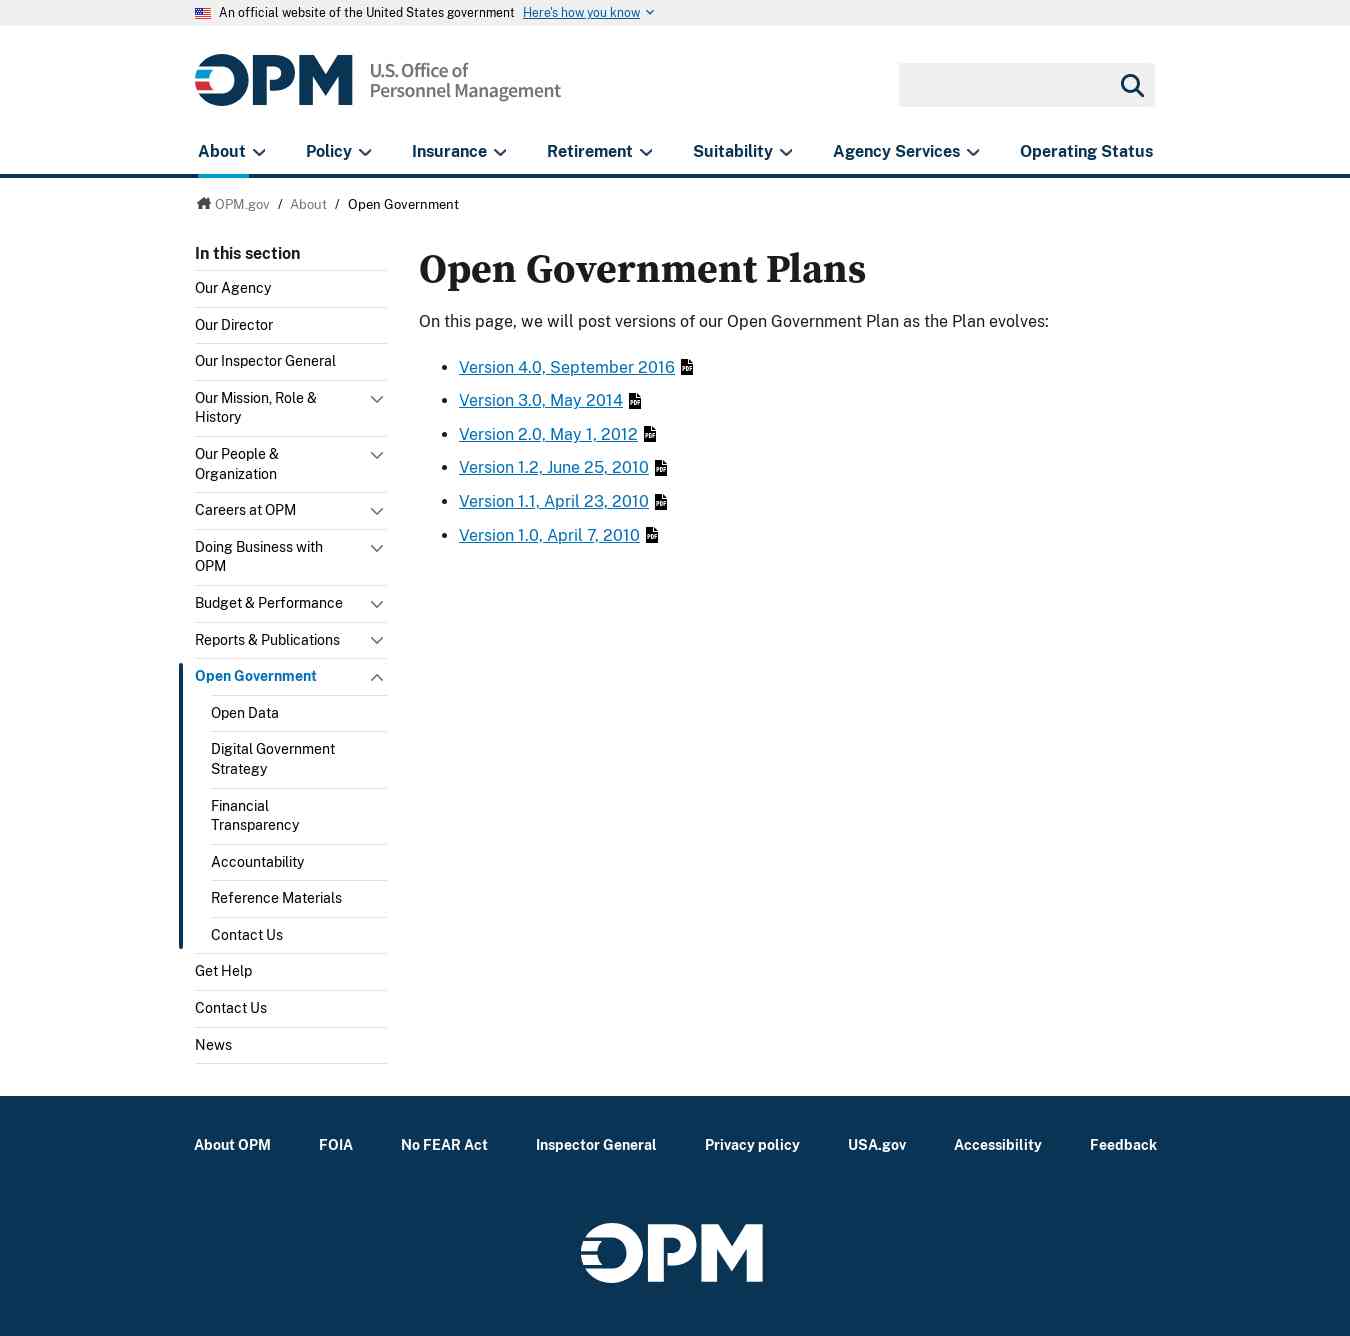 An official website of the United States government Here's how you know
OPM U.S. Office of
Personnel Management
About Policy Insurance Retirement Suitability Agency Services Operating Status
OPM.gov / About / Open Government
In this section
Our Agency
Our Director
Our Inspector General
Our Mission, Role &
History
Our People &
Organization
Careers at OPM
Doing Business with
OPM
Budget & Performance
Reports & Publications
Open Government
Open Data
Digital Government
Strategy
Financial
Transparency
Accountability
Reference Materials
Contact Us
Get Help
Contact Us
News
Open Government Plans
On this page, we will post versions of our Open Government Plan as the Plan evolves:
Version 4.0, September 2016 PDF
Version 3.0, May 2014 PDF
Version 2.0, May 1, 2012 PDF
Version 1.2, June 25, 2010 PDF
Version 1.1, April 23, 2010 PDF
Version 1.0, April 7, 2010 PDF
About OPM FOIA No FEAR Act Inspector General Privacy policy USA.gov Accessibility Feedback
OPM